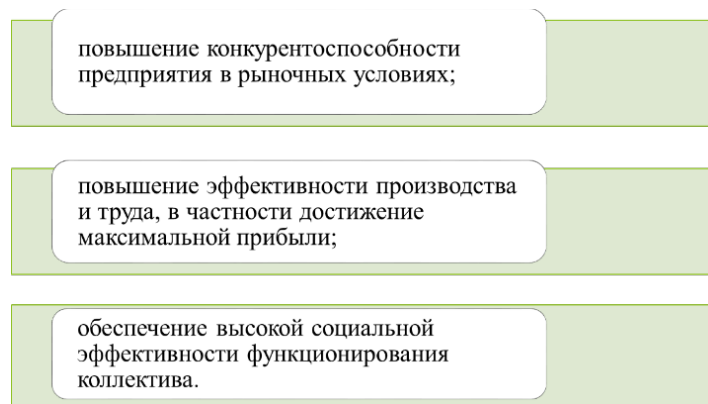 повышение конкурентоспособности
предприятия в рыночных условиях;
повышение эффективности производства
и труда, в частности достижение
максимальной прибыли;
обеспечение высокой социальной
эффективности функционирования
коллектива.